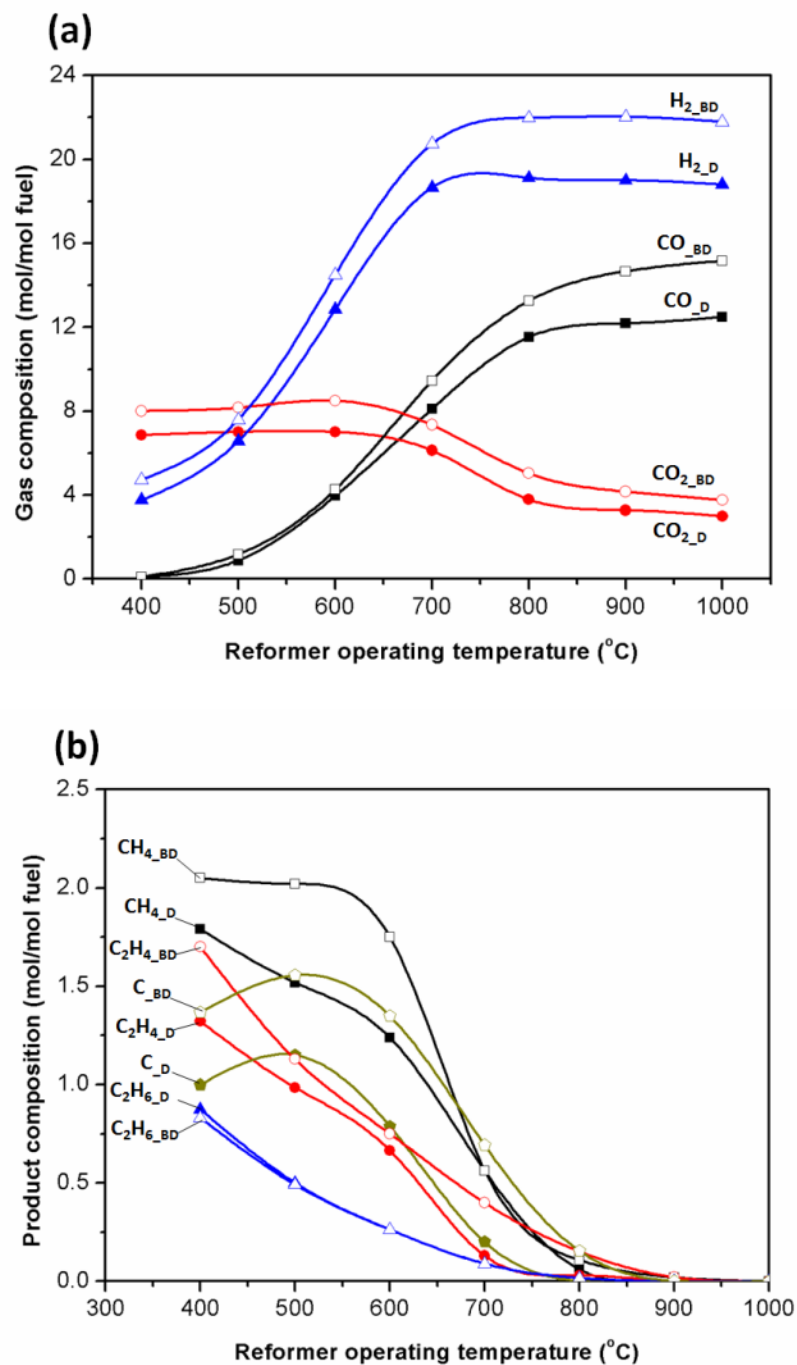 (a)
Gas composition (mol/mol fuel)
24
20
16
12
8
4
0
H2_BD
H2_D
CO_BD
CO_D
CO2_BD
CO2_D
400 500 600 700 800 900 1000
Reformer operating temperature (oC)
(b)
Product composition (mol/mol fuel)
2.5
2.0
1.5
1.0
0.5
0.0
CH4_BD
CH4_D
C2H4_BD
C_BD
C2H4_D
C_D
C2H6_D
C2H6_BD
300 400 500 600 700 800 900 1000
Reformer operating temperature (oC)